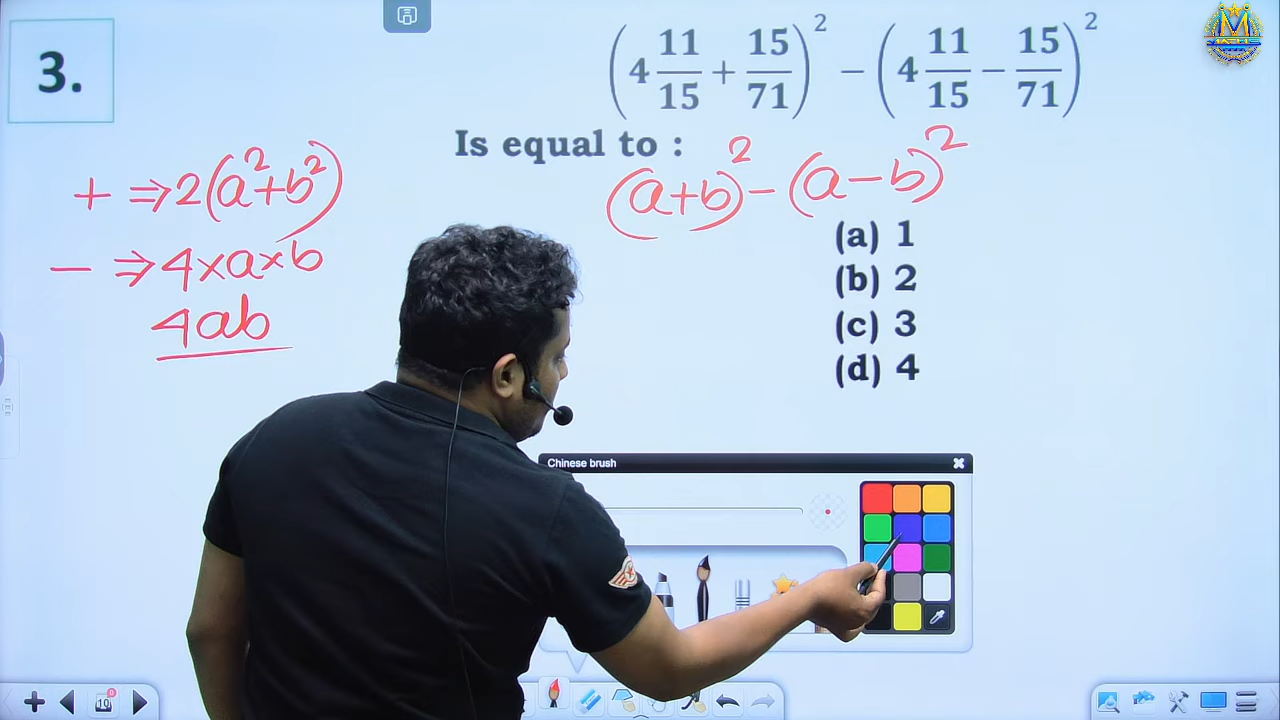 3.
(4 11/15 + 15/71)² − (4 11/15 − 15/71)²
Is equal to :
(a+b)² − (a−b)²
(a) 1
(b) 2
(c) 3
(d) 4
+ ⇒ 2(a²+b²)
− ⇒ 4×a×b
4ab
Chinese brush
10
M